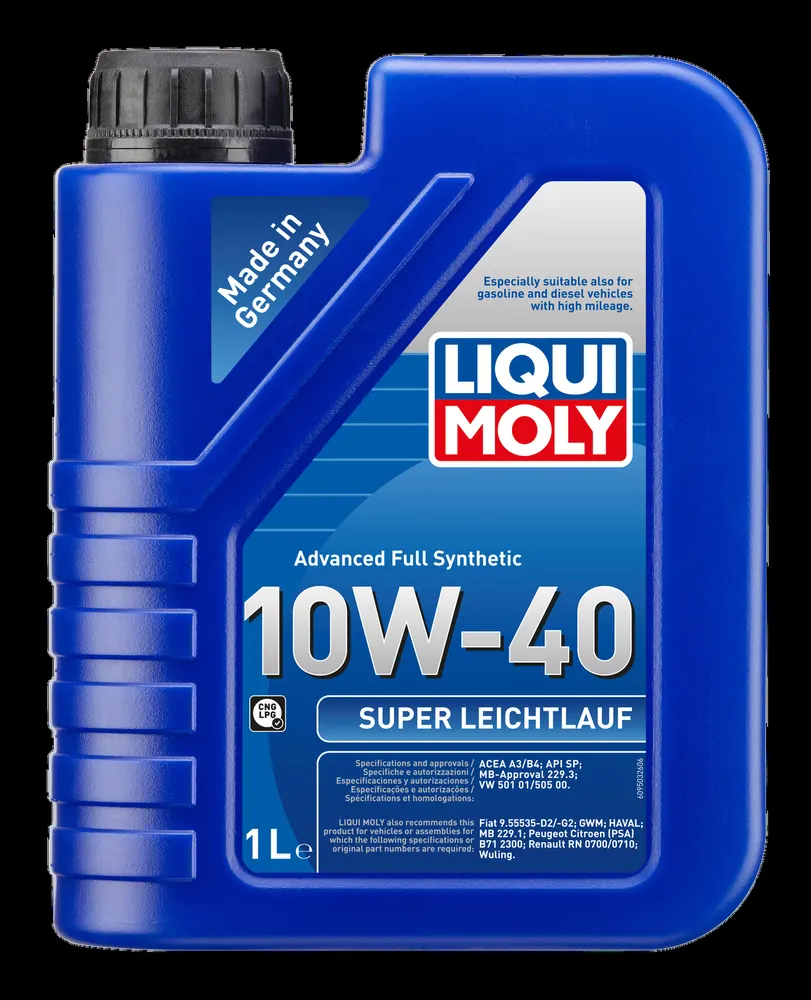 Made in
Germany
Especially suitable also for
gasoline and diesel vehicles
with high mileage.
LIQUI
MOLY
Advanced Full Synthetic
10W-40
CNG
LPG
SUPER LEICHTLAUF
Specifications and approvals /
Specifiche e autorizzazioni /
Especificaciones y autorizaciones /
Especificações e autorizações /
Spécifications et homologations:
ACEA A3/B4; API SP;
MB-Approval 229.3;
VW 501 01/505 00.
6095032606
LIQUI MOLY also recommends this
product for vehicles or assemblies for
which the following specifications or
original part numbers are required:
Fiat 9.55535-D2/-G2; GWM; HAVAL;
MB 229.1; Peugeot Citroen (PSA)
B71 2300; Renault RN 0700/0710;
Wuling.
1 L ℮